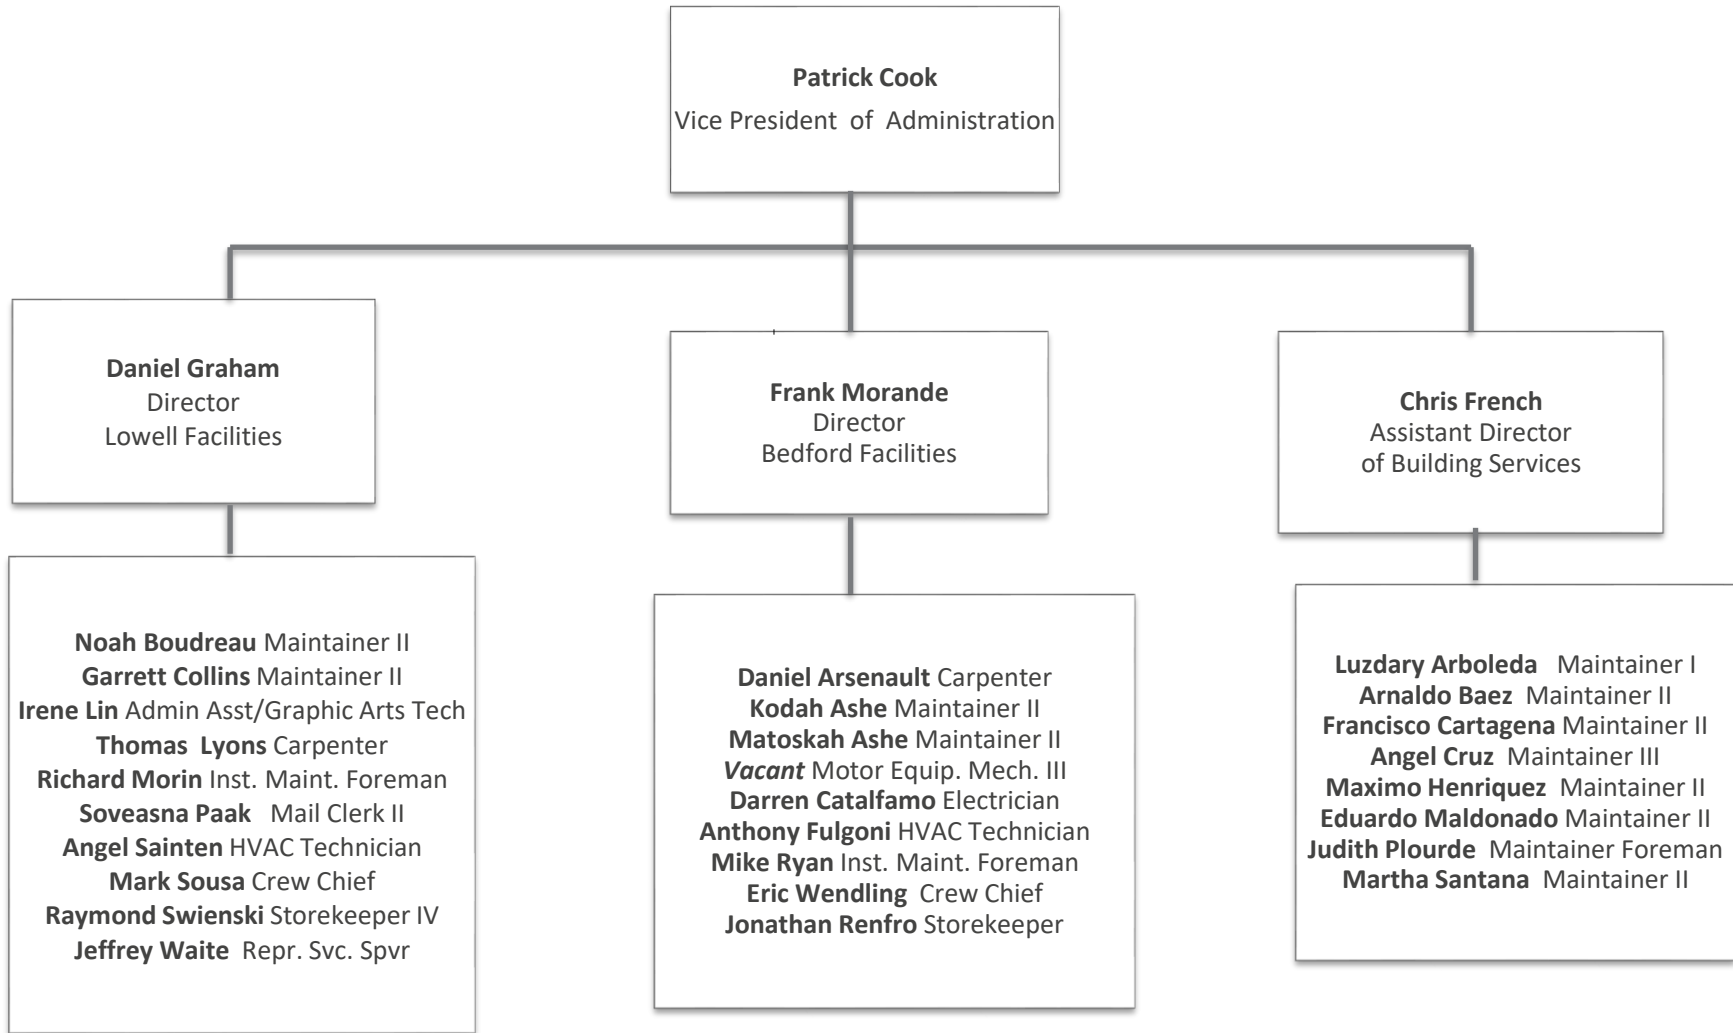 Patrick Cook
Vice President of Administration
Daniel Graham
Director
Lowell Facilities
Frank Morande
Director
Bedford Facilities
Chris French
Assistant Director
of Building Services
Noah Boudreau Maintainer II
Garrett Collins Maintainer II
Irene Lin Admin Asst/Graphic Arts Tech
Thomas Lyons Carpenter
Richard Morin Inst. Maint. Foreman
Soveasna Paak Mail Clerk II
Angel Sainten HVAC Technician
Mark Sousa Crew Chief
Raymond Swienski Storekeeper IV
Jeffrey Waite Repr. Svc. Spvr
Daniel Arsenault Carpenter
Kodah Ashe Maintainer II
Matoskah Ashe Maintainer II
Vacant Motor Equip. Mech. III
Darren Catalfamo Electrician
Anthony Fulgoni HVAC Technician
Mike Ryan Inst. Maint. Foreman
Eric Wendling Crew Chief
Jonathan Renfro Storekeeper
Luzdary Arboleda Maintainer I
Arnaldo Baez Maintainer II
Francisco Cartagena Maintainer II
Angel Cruz Maintainer III
Maximo Henriquez Maintainer II
Eduardo Maldonado Maintainer II
Judith Plourde Maintainer Foreman
Martha Santana Maintainer II